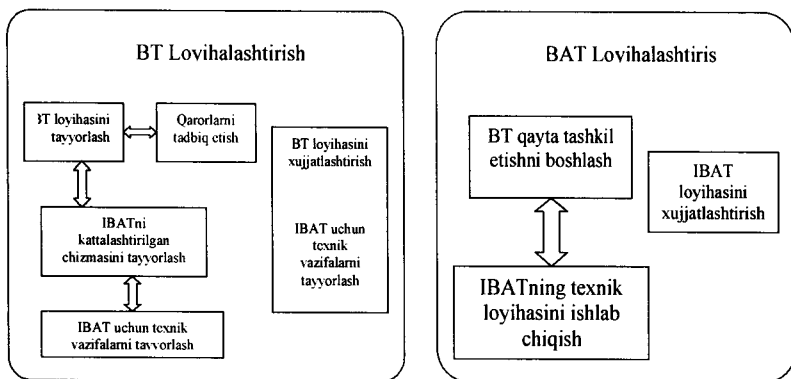 BT Lovihalashtirish
BT loyihasini
tayyorlash
Qarorlarni
tadbiq etish
BT loyihasini
xujjatlashtirish
IBAT uchun
texnik
vazifalarni
tayyorlash
IBATni
kattalashtirilgan
chizmasini tayyorlash
IBAT uchun texnik
vazifalarni tavvorlash
BAT Lovihalashtiris
BT qayta tashkil
etishni boshlash
IBAT
loyihasini
xujjatlashtirish
IBATning texnik
loyihasini ishlab
chiqish